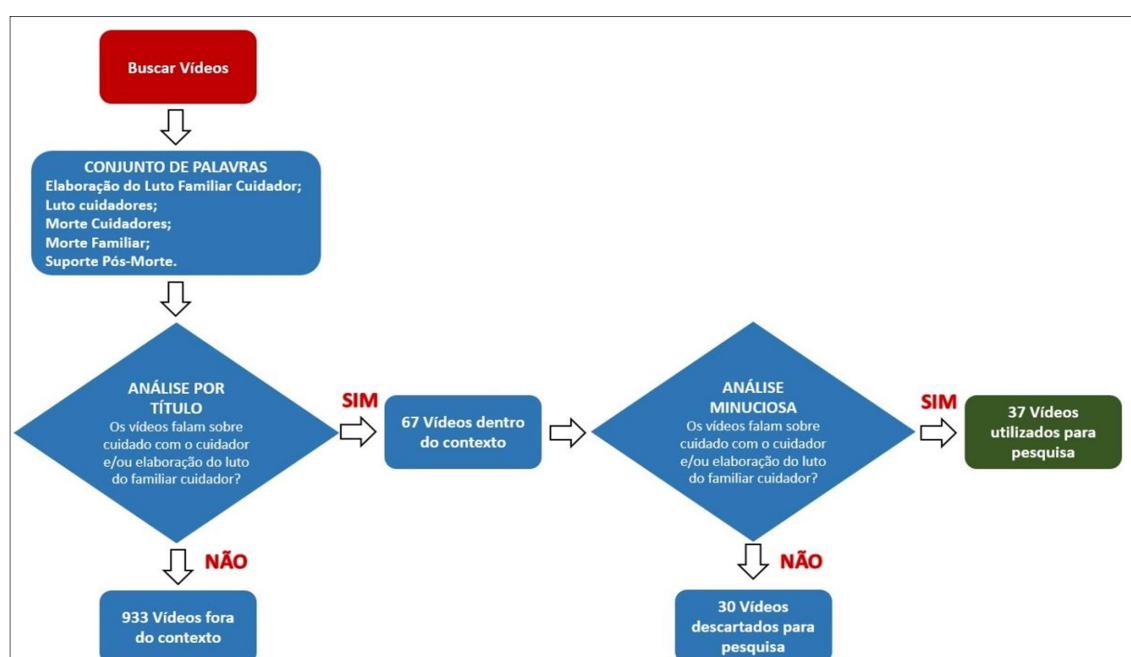 Buscar Vídeos
CONJUNTO DE PALAVRAS
Elaboração do Luto Familiar Cuidador;
Luto cuidadores;
Morte Cuidadores;
Morte Familiar;
Suporte Pós-Morte.
ANÁLISE POR
TÍTULO
Os vídeos falam sobre
cuidado com o cuidador
e/ou elaboração do luto
do familiar cuidador?
SIM
67 Vídeos dentro
do contexto
ANÁLISE
MINUCIOSA
Os vídeos falam sobre
cuidado com o cuidador
e/ou elaboração do luto
do familiar cuidador?
SIM
37 Vídeos
utilizados para
pesquisa
NÃO
933 Vídeos fora
do contexto
NÃO
30 Vídeos
descartados para
pesquisa